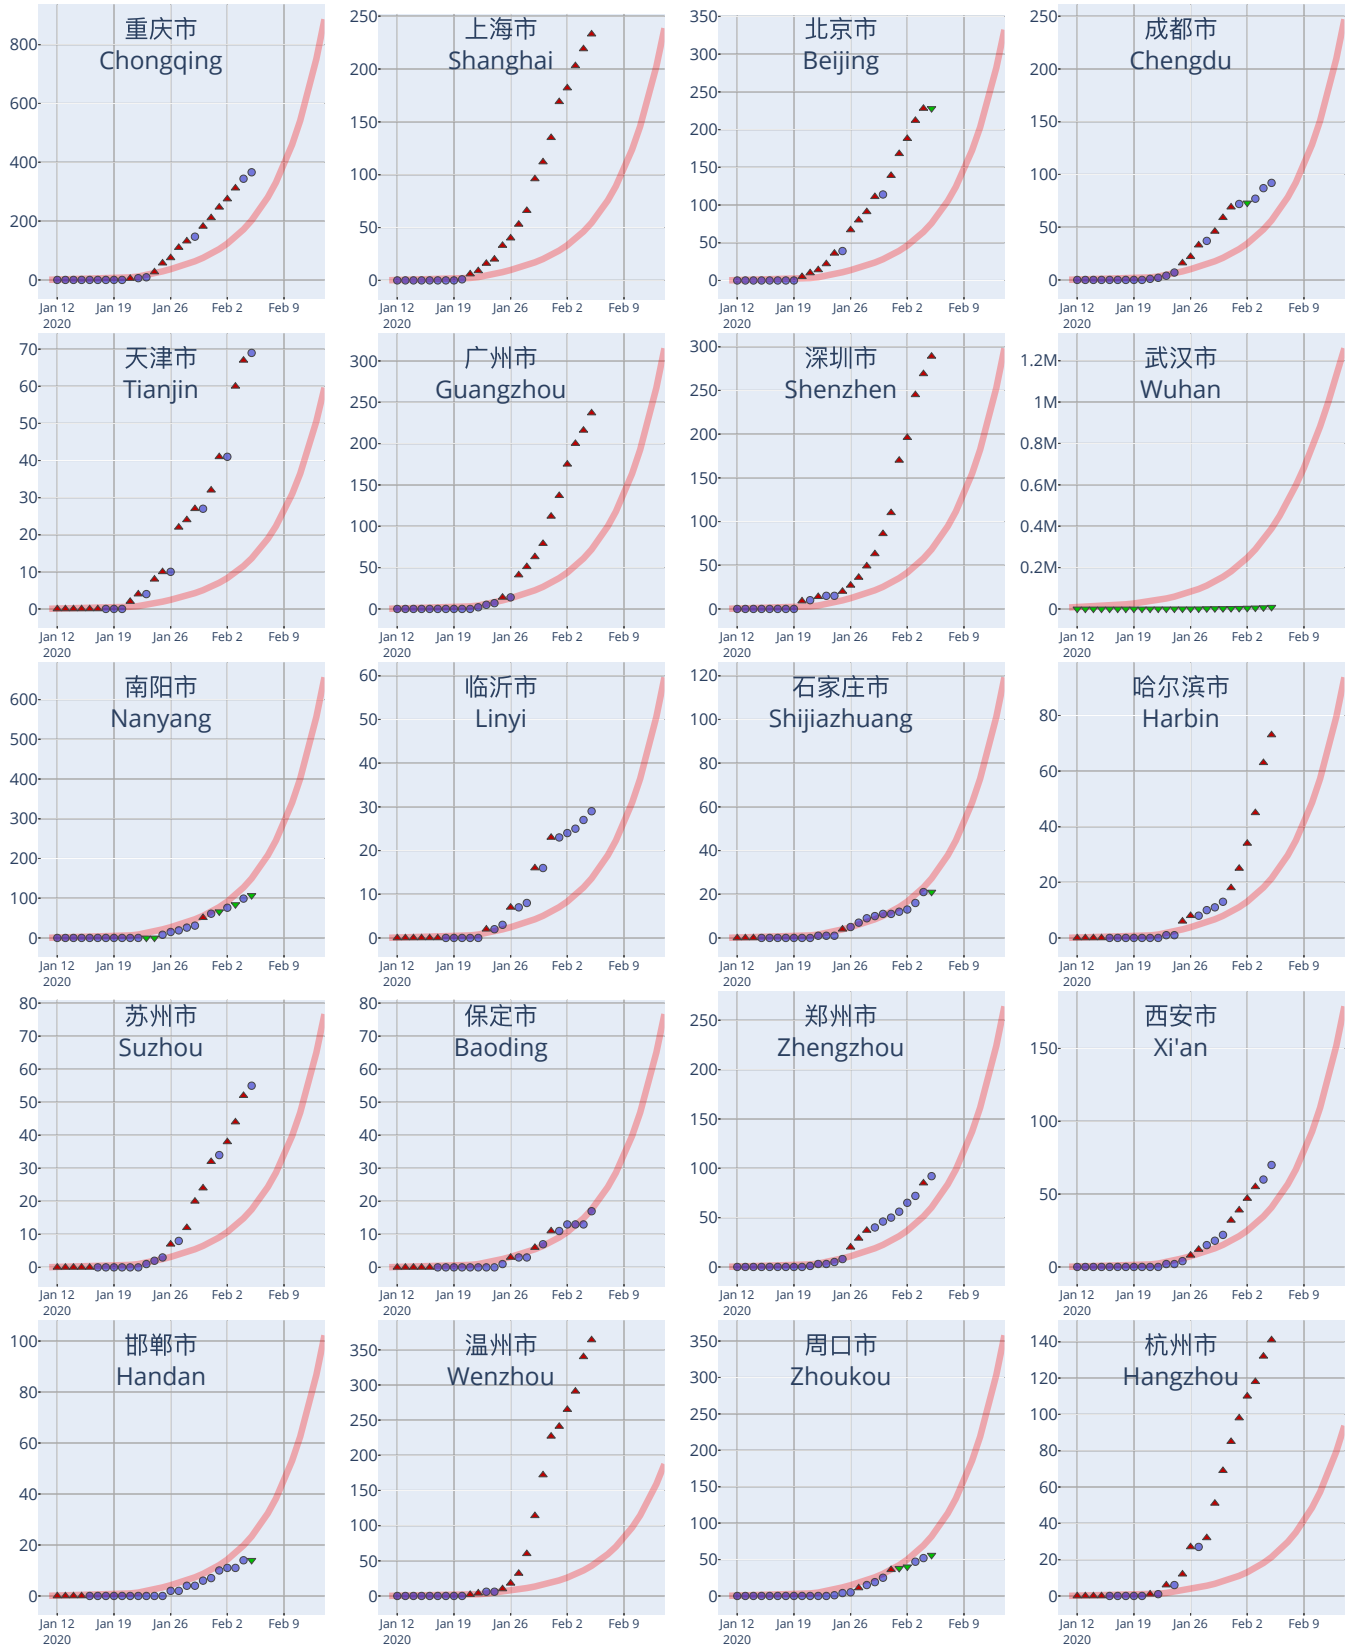 重庆市
Chongqing
800
600
400
200
0
Jan 12
2020
Jan 19
Jan 26
Feb 2
Feb 9
上海市
Shanghai
250
200
150
100
50
0
Jan 12
2020
Jan 19
Jan 26
Feb 2
Feb 9
北京市
Beijing
350
300
250
200
150
100
50
0
Jan 12
2020
Jan 19
Jan 26
Feb 2
Feb 9
成都市
Chengdu
250
200
150
100
50
0
Jan 12
2020
Jan 19
Jan 26
Feb 2
Feb 9
天津市
Tianjin
70
60
50
40
30
20
10
0
Jan 12
2020
Jan 19
Jan 26
Feb 2
Feb 9
广州市
Guangzhou
300
250
200
150
100
50
0
Jan 12
2020
Jan 19
Jan 26
Feb 2
Feb 9
深圳市
Shenzhen
300
250
200
150
100
50
0
Jan 12
2020
Jan 19
Jan 26
Feb 2
Feb 9
武汉市
Wuhan
1.2M
1M
0.8M
0.6M
0.4M
0.2M
0
Jan 12
2020
Jan 19
Jan 26
Feb 2
Feb 9
南阳市
Nanyang
600
500
400
300
200
100
0
Jan 12
2020
Jan 19
Jan 26
Feb 2
Feb 9
临沂市
Linyi
60
50
40
30
20
10
0
Jan 12
2020
Jan 19
Jan 26
Feb 2
Feb 9
石家庄市
Shijiazhuang
120
100
80
60
40
20
0
Jan 12
2020
Jan 19
Jan 26
Feb 2
Feb 9
哈尔滨市
Harbin
80
60
40
20
0
Jan 12
2020
Jan 19
Jan 26
Feb 2
Feb 9
苏州市
Suzhou
80
70
60
50
40
30
20
10
0
Jan 12
2020
Jan 19
Jan 26
Feb 2
Feb 9
保定市
Baoding
80
70
60
50
40
30
20
10
0
Jan 12
2020
Jan 19
Jan 26
Feb 2
Feb 9
郑州市
Zhengzhou
250
200
150
100
50
0
Jan 12
2020
Jan 19
Jan 26
Feb 2
Feb 9
西安市
Xi'an
150
100
50
0
Jan 12
2020
Jan 19
Jan 26
Feb 2
Feb 9
邯郸市
Handan
100
80
60
40
20
0
Jan 12
2020
Jan 19
Jan 26
Feb 2
Feb 9
温州市
Wenzhou
350
300
250
200
150
100
50
0
Jan 12
2020
Jan 19
Jan 26
Feb 2
Feb 9
周口市
Zhoukou
350
300
250
200
150
100
50
0
Jan 12
2020
Jan 19
Jan 26
Feb 2
Feb 9
杭州市
Hangzhou
140
120
100
80
60
40
20
0
Jan 12
2020
Jan 19
Jan 26
Feb 2
Feb 9